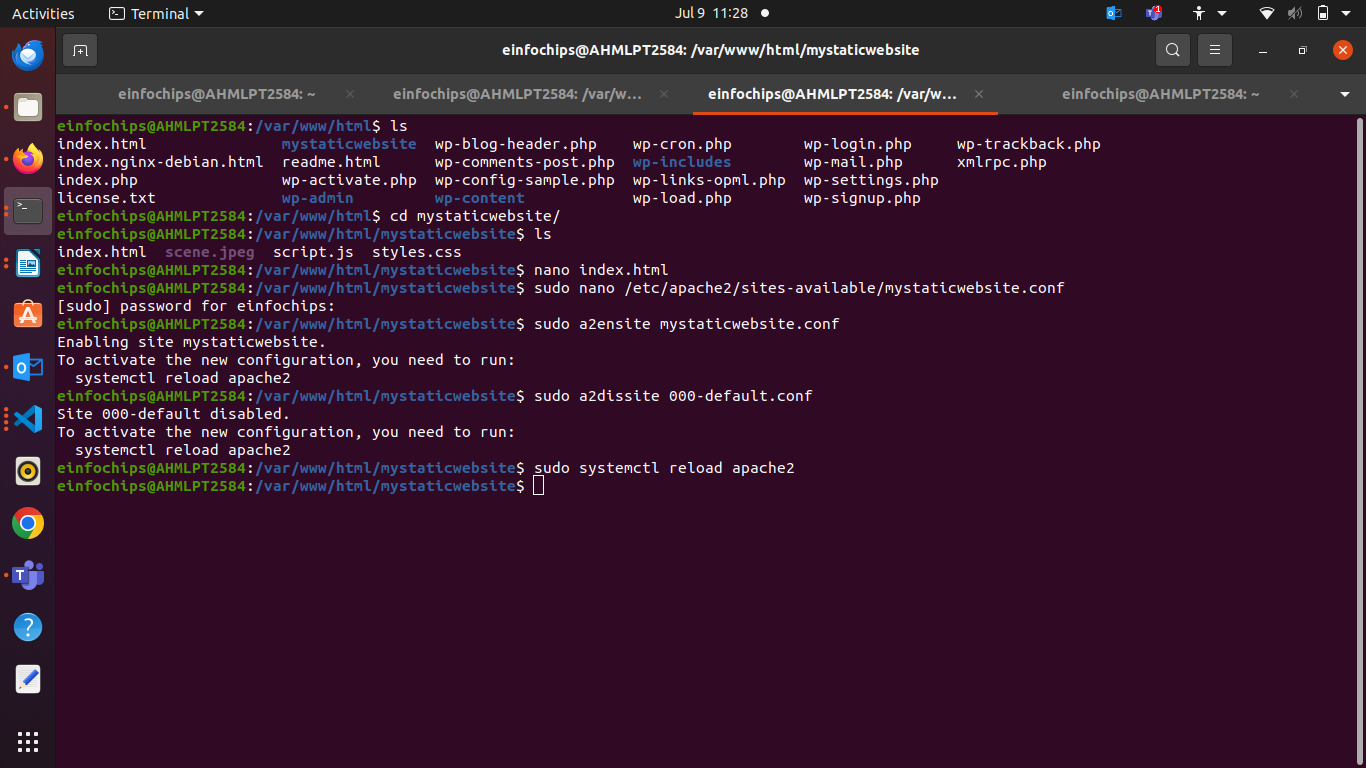 Activities Terminal Jul 9 11:28 1
einfochips@AHMLPT2584: /var/www/html/mystaticwebsite
einfochips@AHMLPT2584: ~ einfochips@AHMLPT2584: /var/w... einfochips@AHMLPT2584: /var/w... einfochips@AHMLPT2584: ~
einfochips@AHMLPT2584:/var/www/html$ ls
index.html mystaticwebsite wp-blog-header.php wp-cron.php wp-login.php wp-trackback.php
index.nginx-debian.html readme.html wp-comments-post.php wp-includes wp-mail.php xmlrpc.php
index.php wp-activate.php wp-config-sample.php wp-links-opml.php wp-settings.php
license.txt wp-admin wp-content wp-load.php wp-signup.php
einfochips@AHMLPT2584:/var/www/html$ cd mystaticwebsite/
einfochips@AHMLPT2584:/var/www/html/mystaticwebsite$ ls
index.html scene.jpeg script.js styles.css
einfochips@AHMLPT2584:/var/www/html/mystaticwebsite$ nano index.html
einfochips@AHMLPT2584:/var/www/html/mystaticwebsite$ sudo nano /etc/apache2/sites-available/mystaticwebsite.conf
[sudo] password for einfochips:
einfochips@AHMLPT2584:/var/www/html/mystaticwebsite$ sudo a2ensite mystaticwebsite.conf
Enabling site mystaticwebsite.
To activate the new configuration, you need to run:
  systemctl reload apache2
einfochips@AHMLPT2584:/var/www/html/mystaticwebsite$ sudo a2dissite 000-default.conf
Site 000-default disabled.
To activate the new configuration, you need to run:
  systemctl reload apache2
einfochips@AHMLPT2584:/var/www/html/mystaticwebsite$ sudo systemctl reload apache2
einfochips@AHMLPT2584:/var/www/html/mystaticwebsite$